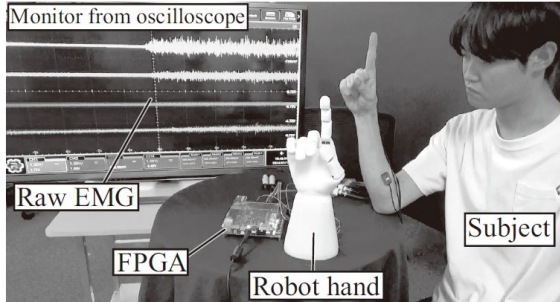 Monitor from oscilloscope
Raw EMG
FPGA
Robot hand
Subject